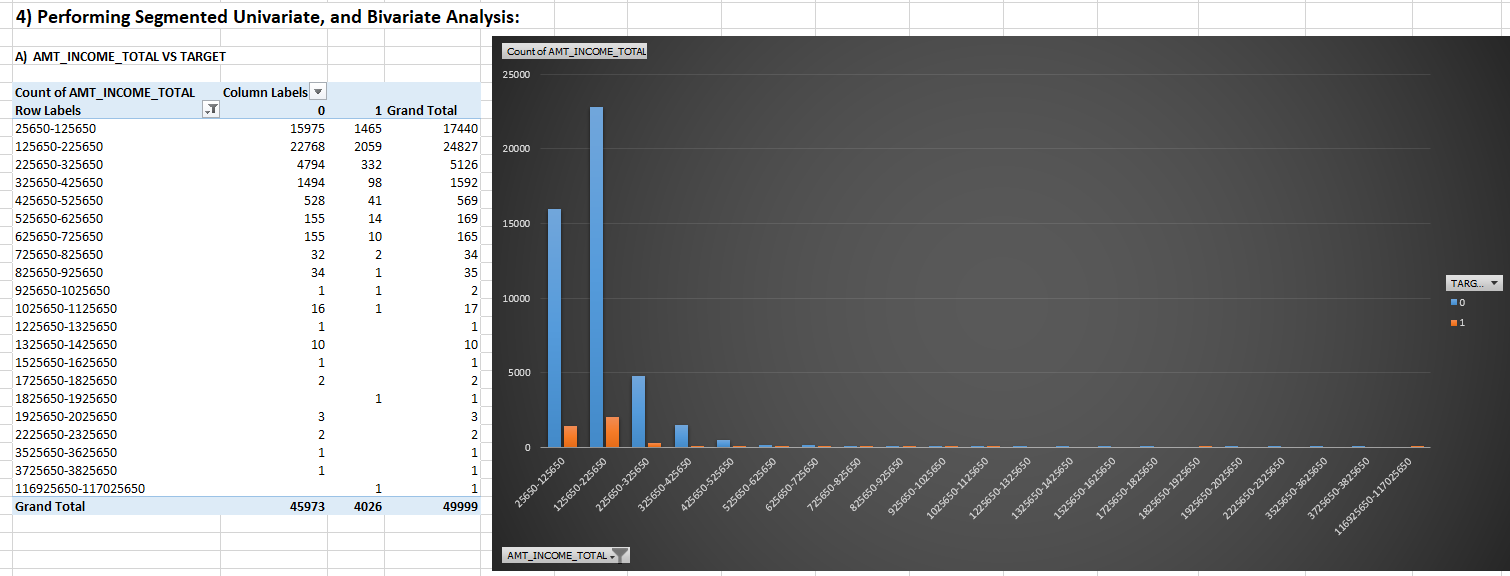 4) Performing Segmented Univariate, and Bivariate Analysis:
A) AMT_INCOME_TOTAL VS TARGET
Count of AMT_INCOME_TOTAL Column Labels
Row Labels 0 1 Grand Total
25650-125650 15975 1465 17440
125650-225650 22768 2059 24827
225650-325650 4794 332 5126
325650-425650 1494 98 1592
425650-525650 528 41 569
525650-625650 155 14 169
625650-725650 155 10 165
725650-825650 32 2 34
825650-925650 34 1 35
925650-1025650 1 1 2
1025650-1125650 16 1 17
1225650-1325650 1 1
1325650-1425650 10 10
1525650-1625650 1 1
1725650-1825650 2 2
1825650-1925650 1 1
1925650-2025650 3 3
2225650-2325650 2 2
3525650-3625650 1 1
3725650-3825650 1 1
116925650-117025650 1 1
Grand Total 45973 4026 49999
Count of AMT_INCOME_TOTAL
25000
20000
15000
10000
5000
0
25650-125650
125650-225650
225650-325650
325650-425650
425650-525650
525650-625650
625650-725650
725650-825650
825650-925650
925650-1025650
1025650-1125650
1225650-1325650
1325650-1425650
1525650-1625650
1725650-1825650
1825650-1925650
1925650-2025650
2225650-2325650
3525650-3625650
3725650-3825650
116925650-117025650
TARG...
0
1
AMT_INCOME_TOTAL